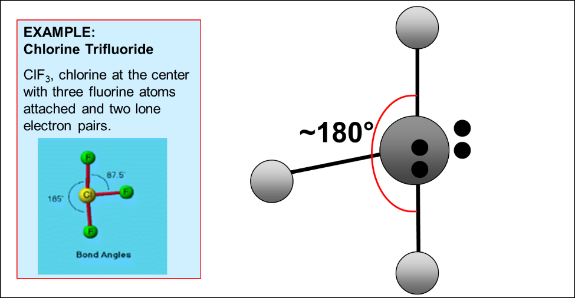 EXAMPLE:
Chlorine Trifluoride
ClF3, chlorine at the center
with three fluorine atoms
attached and two lone
electron pairs.
F
87.5°
Cl
F
185°
F
Bond Angles
~180°